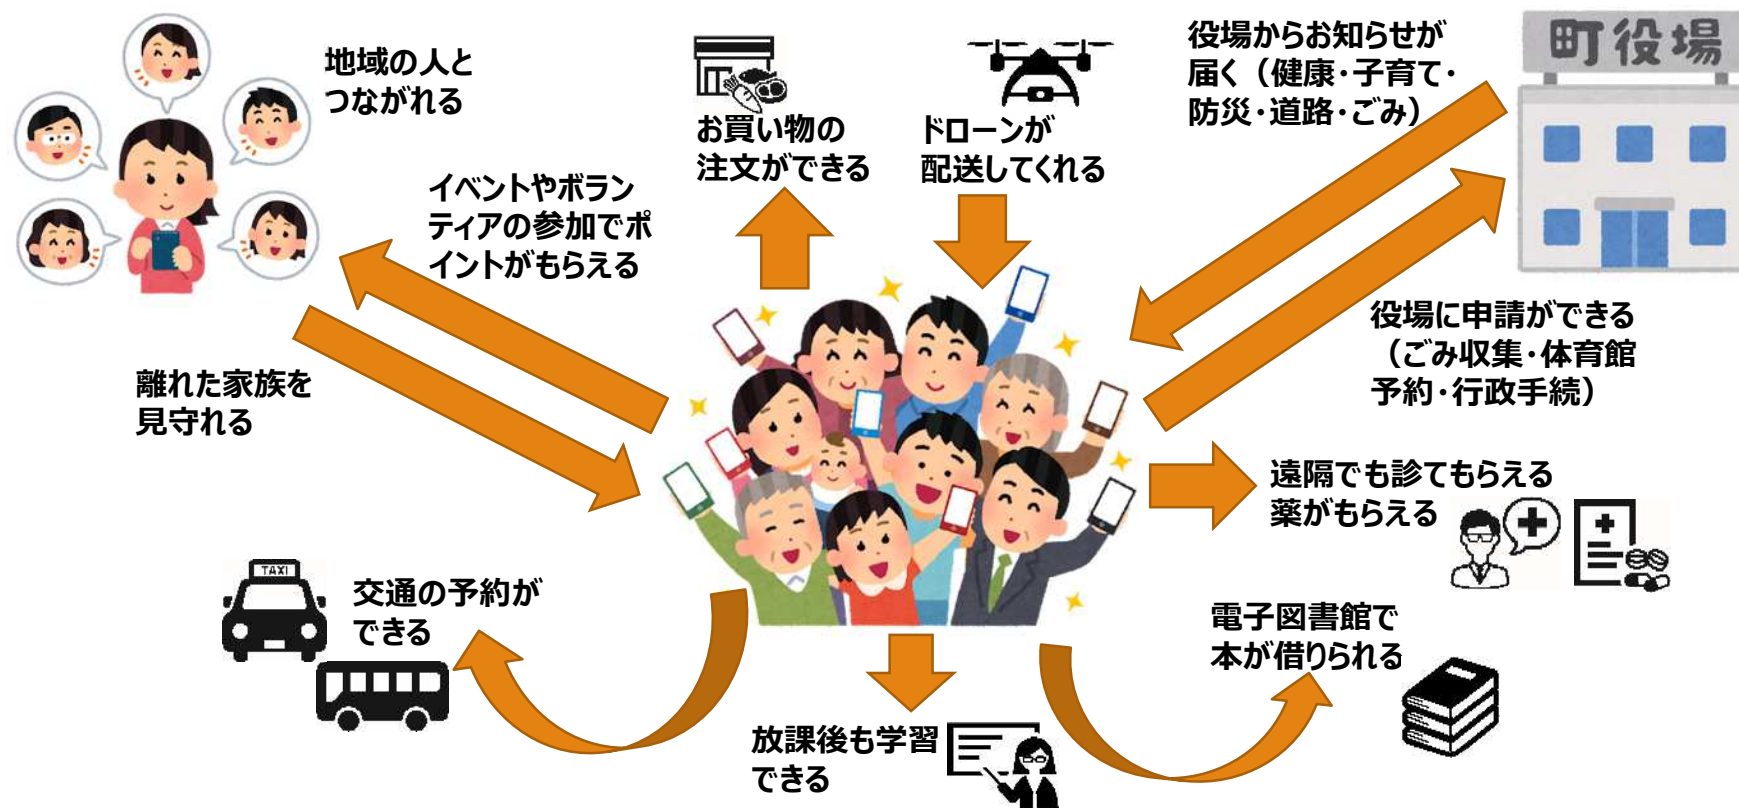 地域の人と
つながれる
お買い物の
注文ができる
ドローンが
配送してくれる
役場からお知らせが
届く（健康・子育て・
防災・道路・ごみ）
町役場
イベントやボラン
ティアの参加でポ
イントがもらえる
離れた家族を
見守れる
役場に申請ができる
（ごみ収集・体育館
予約・行政手続）
遠隔でも診てもらえる
薬がもらえる
TAXI
交通の予約が
できる
電子図書館で
本が借りられる
放課後も学習
できる